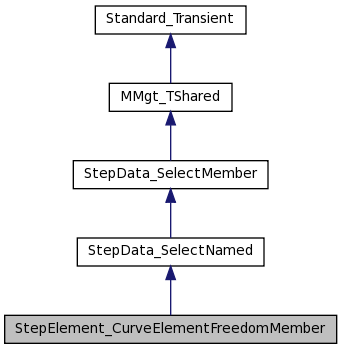 Standard_Transient
MMgt_TShared
StepData_SelectMember
StepData_SelectNamed
StepElement_CurveElementFreedomMember